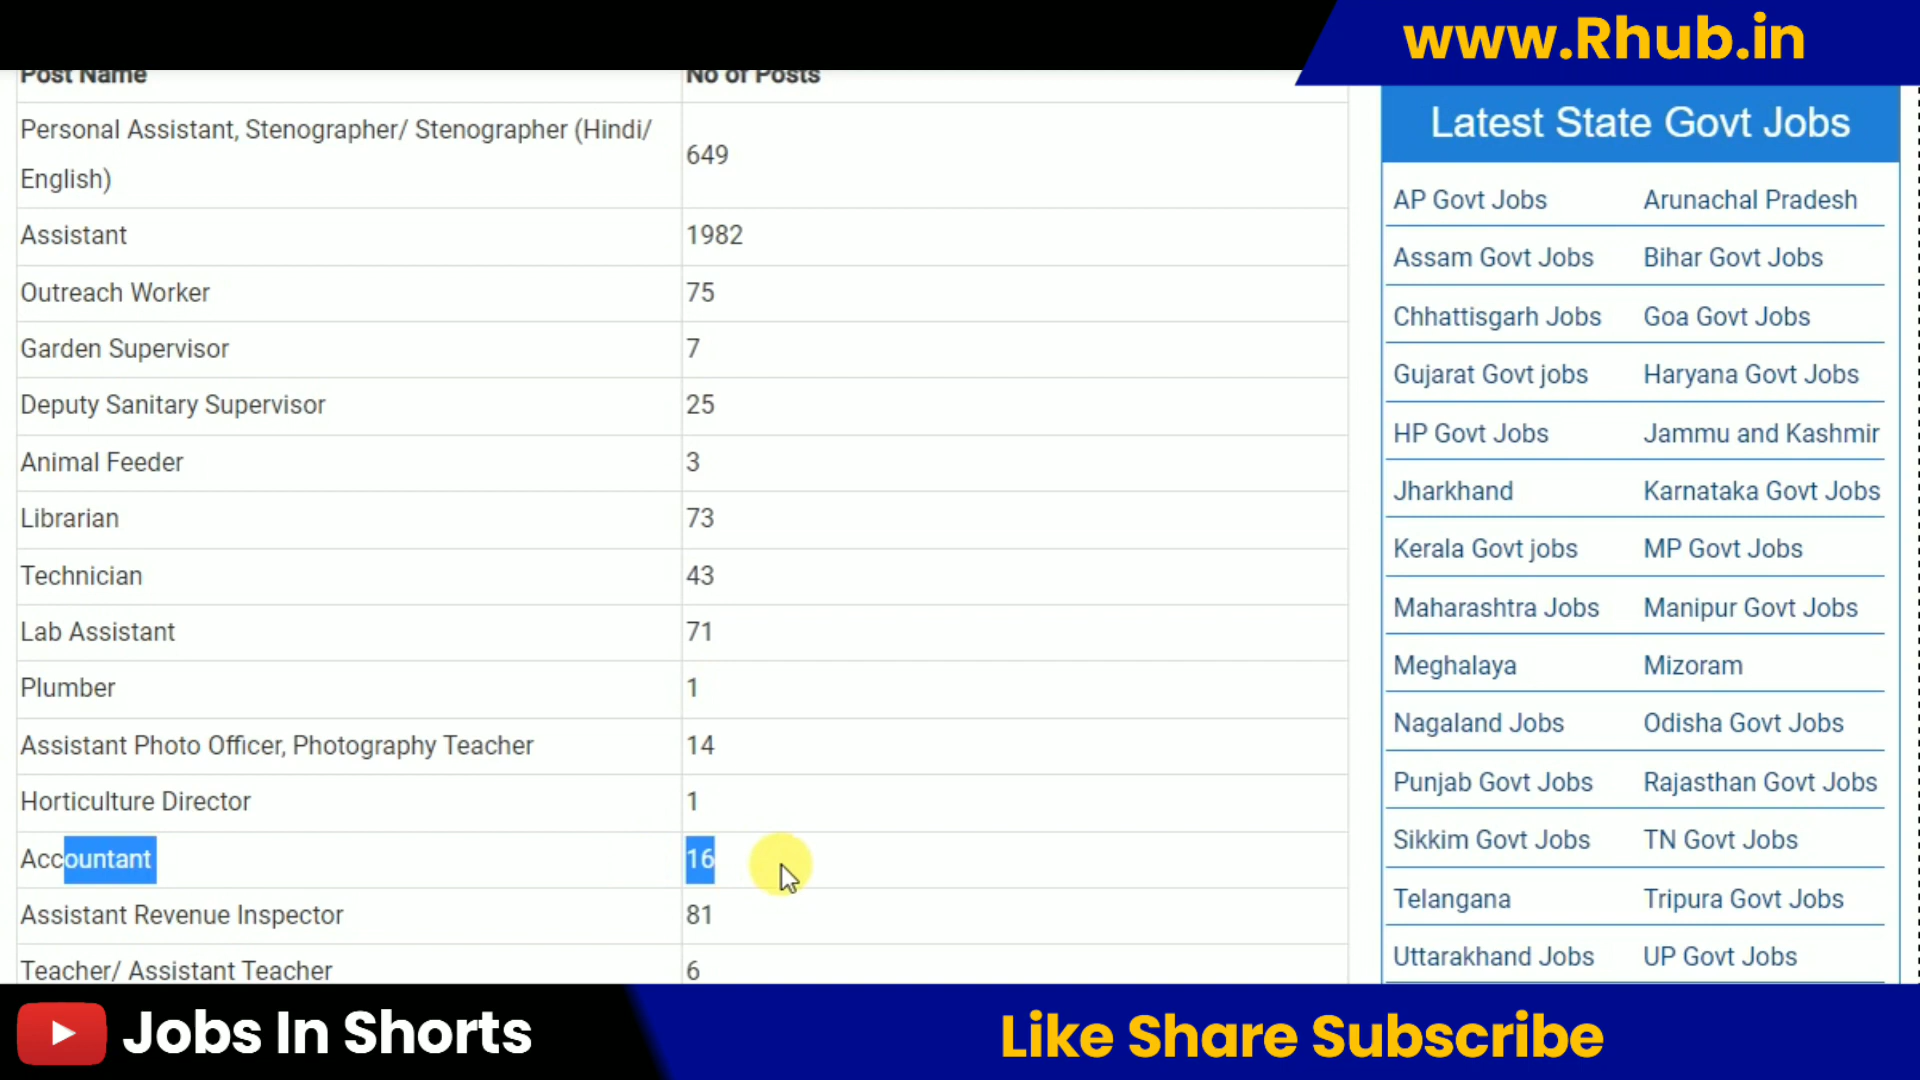 www.Rhub.in
Post Name No of Posts
Personal Assistant, Stenographer/ Stenographer (Hindi/
English) 649
Assistant 1982
Outreach Worker 75
Garden Supervisor 7
Deputy Sanitary Supervisor 25
Animal Feeder 3
Librarian 73
Technician 43
Lab Assistant 71
Plumber 1
Assistant Photo Officer, Photography Teacher 14
Horticulture Director 1
Accountant 16
Assistant Revenue Inspector 81
Teacher/ Assistant Teacher 6
Latest State Govt Jobs
AP Govt Jobs Arunachal Pradesh
Assam Govt Jobs Bihar Govt Jobs
Chhattisgarh Jobs Goa Govt Jobs
Gujarat Govt jobs Haryana Govt Jobs
HP Govt Jobs Jammu and Kashmir
Jharkhand Karnataka Govt Jobs
Kerala Govt jobs MP Govt Jobs
Maharashtra Jobs Manipur Govt Jobs
Meghalaya Mizoram
Nagaland Jobs Odisha Govt Jobs
Punjab Govt Jobs Rajasthan Govt Jobs
Sikkim Govt Jobs TN Govt Jobs
Telangana Tripura Govt Jobs
Uttarakhand Jobs UP Govt Jobs
Jobs In Shorts
Like Share Subscribe